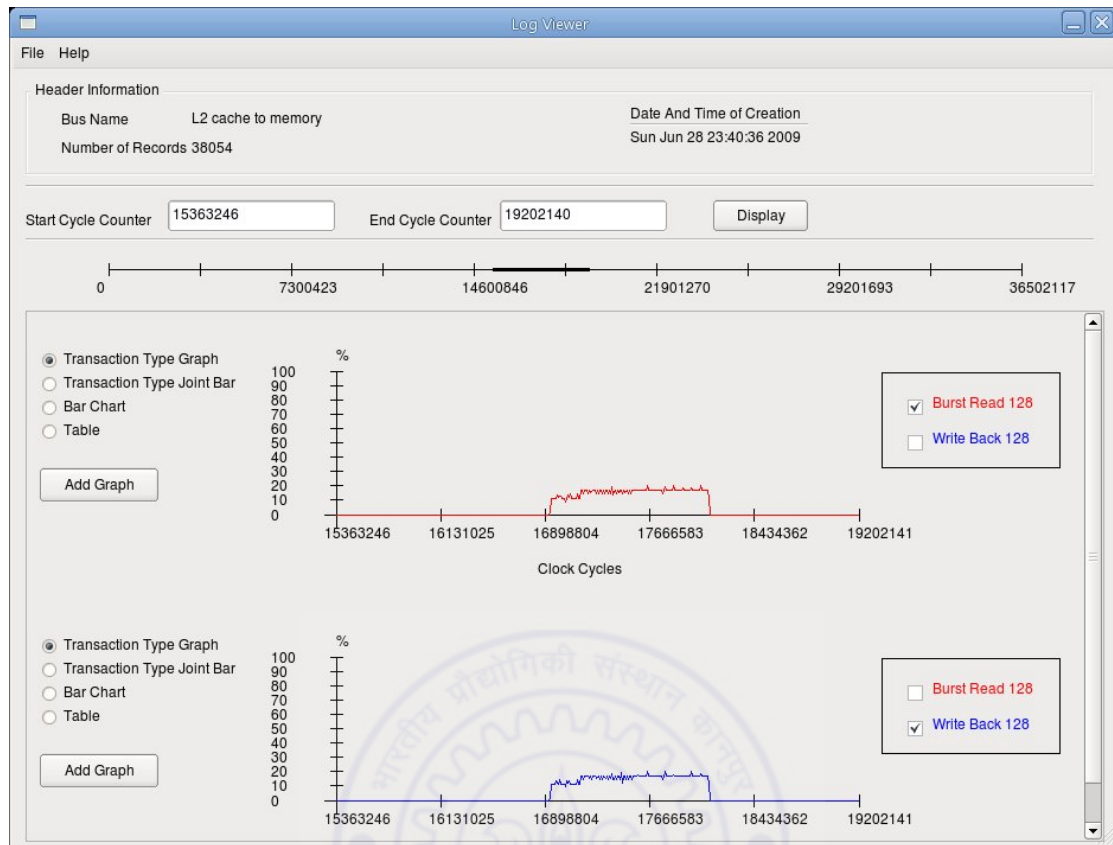 Log Viewer
File Help
Header Information
Bus Name L2 cache to memory
Number of Records 38054
Date And Time of Creation
Sun Jun 28 23:40:36 2009
Start Cycle Counter 15363246 End Cycle Counter 19202140 Display
0 7300423 14600846 21901270 29201693 36502117
Transaction Type Graph
Transaction Type Joint Bar
Bar Chart
Table
Add Graph
%
100
90
80
70
60
50
40
30
20
10
0
15363246 16131025 16898804 17666583 18434362 19202141
Clock Cycles
Burst Read 128
Write Back 128
Transaction Type Graph
Transaction Type Joint Bar
Bar Chart
Table
Add Graph
%
100
90
80
70
60
50
40
30
20
10
0
15363246 16131025 16898804 17666583 18434362 19202141
Burst Read 128
Write Back 128
भारतीय प्रौद्योगिकी संस्थान कानपुर